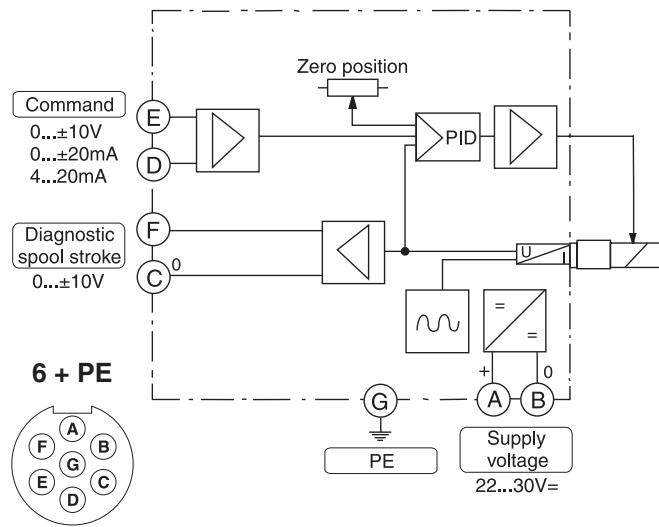 Zero position
Command
0...±10V
0...±20mA
4...20mA
E
D
PID
Diagnostic
spool stroke
0...±10V
F
C
0
U
I
=
=
+
0
A
B
G
PE
Supply
voltage
22...30V=
6 + PE
A
F
B
G
E
C
D